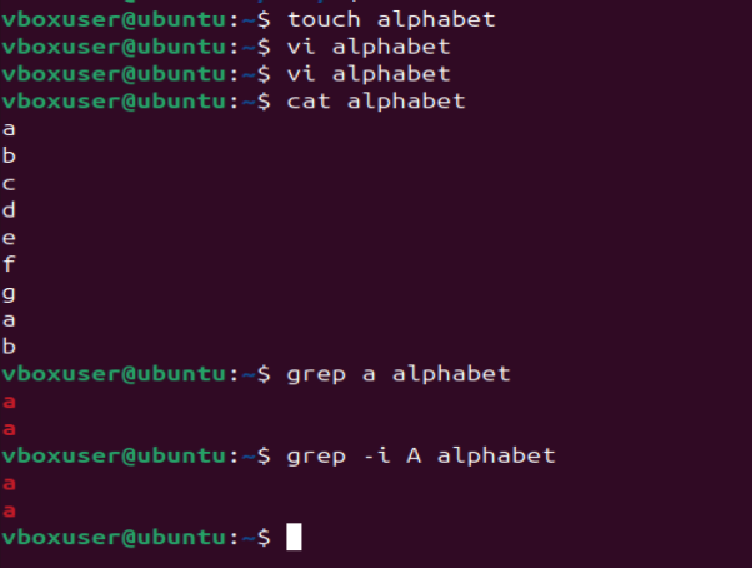 vboxuser@ubuntu:~$ touch alphabet
vboxuser@ubuntu:~$ vi alphabet
vboxuser@ubuntu:~$ vi alphabet
vboxuser@ubuntu:~$ cat alphabet
a
b
c
d
e
f
g
a
b
vboxuser@ubuntu:~$ grep a alphabet
a
a
vboxuser@ubuntu:~$ grep -i A alphabet
a
a
vboxuser@ubuntu:~$